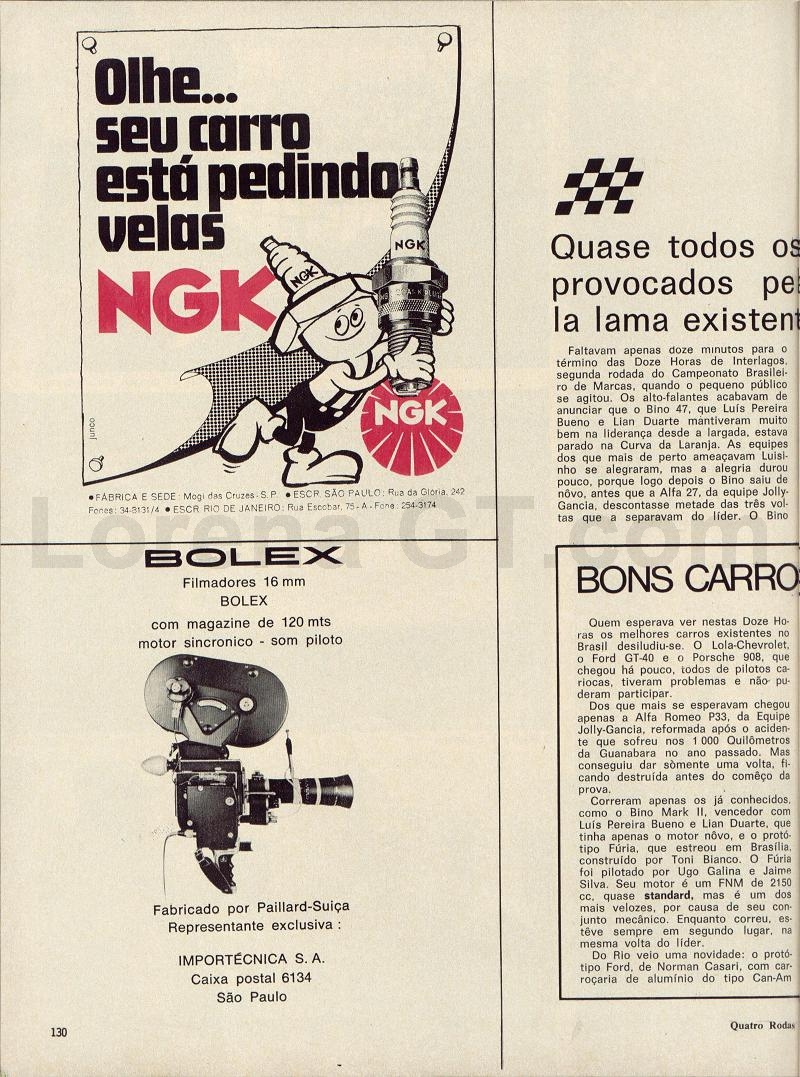 Olhe...
seu carro
está pedindo
velas
NGK
NGK
NGK
NGK
junco
● FÁBRICA E SEDE: Mogi das Cruzes - S.P. ● ESCR. SÃO PAULO: Rua da Glória, 242
Fones: 34-3131/4 ● ESCR. RIO DE JANEIRO: Rua Escobar, 75 - A - Fone: 254-3174
Lorena GT.com
BOLEX
Filmadores 16 mm
BOLEX
com magazine de 120 mts
motor sincronico - som piloto
Fabricado por Paillard-Suiça
Representante exclusiva :
IMPORTÉCNICA S. A.
Caixa postal 6134
São Paulo
130
Quase todos os
provocados pe
la lama existen
Faltavam apenas doze minutos para o
término das Doze Horas de Interlagos,
segunda rodada do Campeonato Brasilei-
ro de Marcas, quando o pequeno público
se agitou. Os alto-falantes acabavam de
anunciar que o Bino 47, que Luís Pereira
Bueno e Lian Duarte mantiveram muito
bem na liderança desde a largada, estava
parado na Curva da Laranja. As equipes
dos que mais de perto ameaçavam Luisi-
nho se alegraram, mas a alegria durou
pouco, porque logo depois o Bino saiu de
nôvo, antes que a Alfa 27, da equipe Jolly-
Gancia, descontasse metade das três vol-
tas que a separavam do líder. O Bino
BONS CARRO
Quem esperava ver nestas Doze Ho-
ras os melhores carros existentes no
Brasil desiludiu-se. O Lola-Chevrolet,
o Ford GT-40 e o Porsche 908, que
chegou há pouco, todos de pilotos ca-
riocas, tiveram problemas e não pu-
deram participar.
Dos que mais se esperavam chegou
apenas a Alfa Romeo P33, da Equipe
Jolly-Gancia, reformada após o aciden-
te que sofreu nos 1 000 Quilômetros
da Guanabara no ano passado. Mas
conseguiu dar sòmente uma volta, fi-
cando destruída antes do comêço da
prova.
Correram apenas os já conhecidos,
como o Bino Mark II, vencedor com
Luís Pereira Bueno e Lian Duarte, que
tinha apenas o motor nôvo, e o protó-
tipo Fúria, que estreou em Brasília,
construído por Toni Bianco. O Fúria
foi pilotado por Ugo Galina e Jaime
Silva. Seu motor é um FNM de 2150
cc, quase standard, mas é um dos
mais velozes, por causa de seu con-
junto mecânico. Enquanto correu, es-
têve sempre em segundo lugar, na
mesma volta do líder.
Do Rio veio uma novidade: o protó-
tipo Ford, de Norman Casari, com car-
roçaria de alumínio do tipo Can-Am
Quatro Rodas